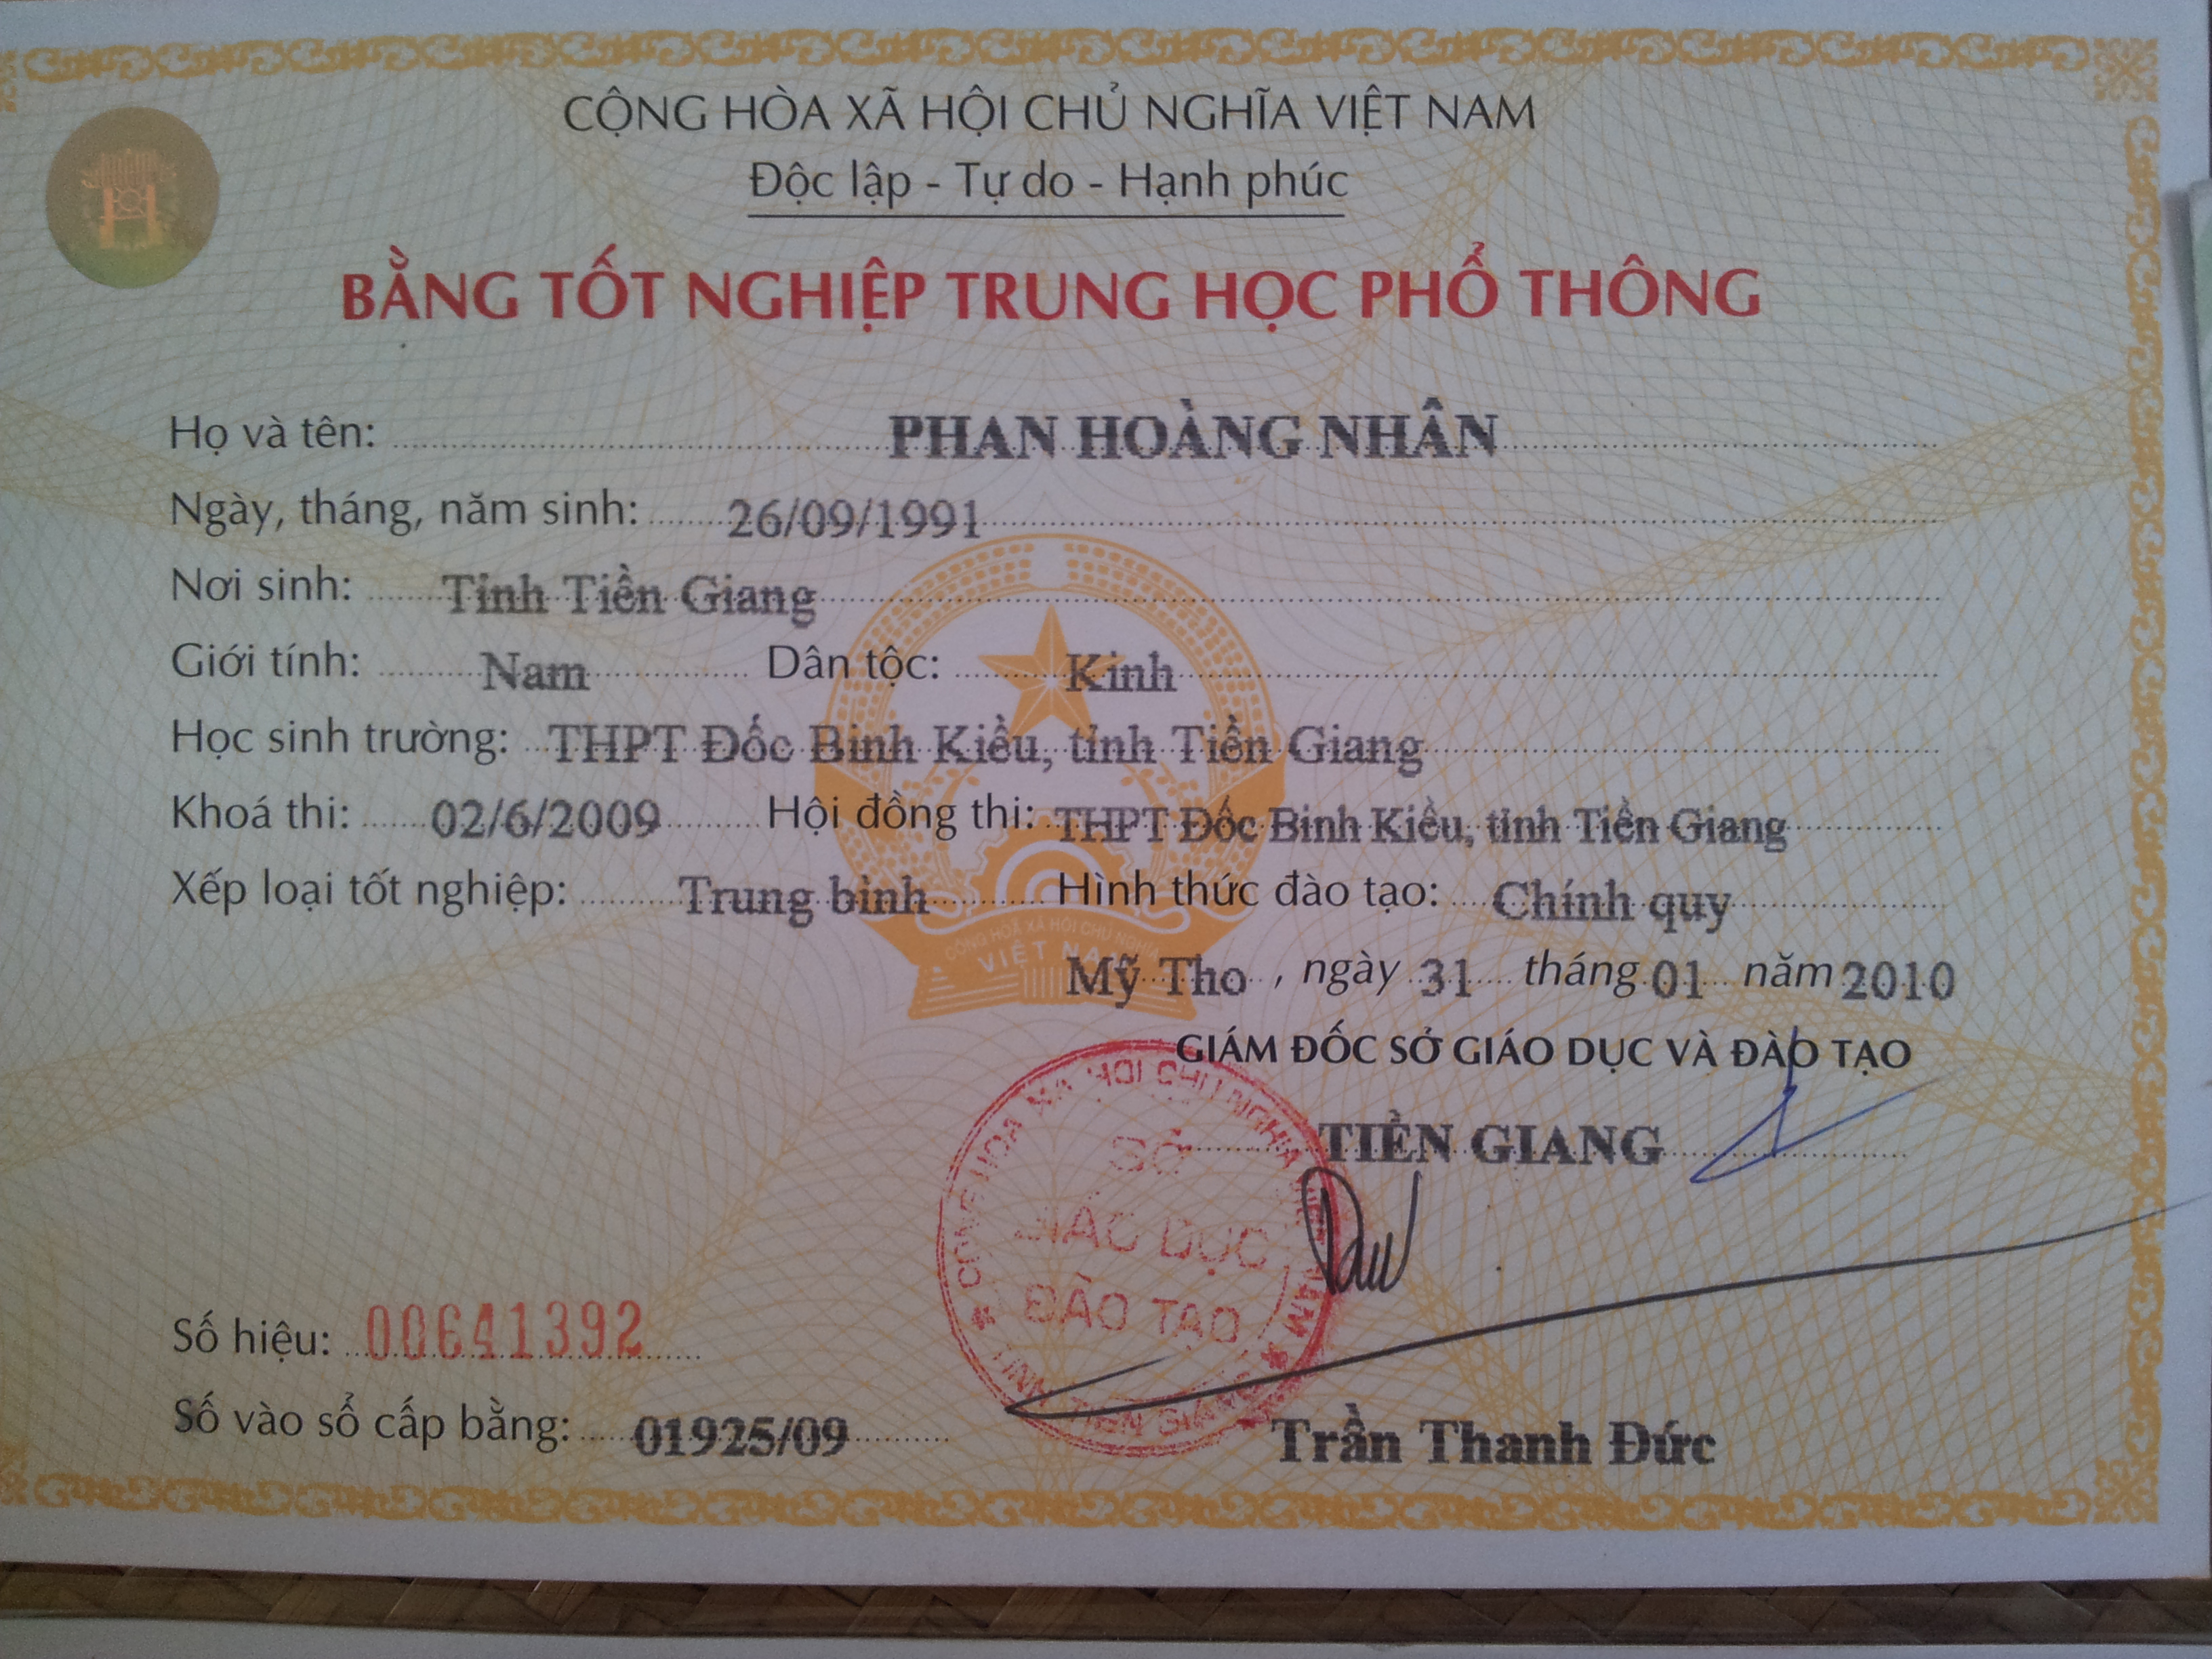 CỘNG HÒA XÃ HỘI CHỦ NGHĨA VIỆT NAM
Độc lập - Tự do - Hạnh phúc
BẰNG TỐT NGHIỆP TRUNG HỌC PHỔ THÔNG
Họ và tên: PHAN HOÀNG NHÂN
Ngày, tháng, năm sinh: 26/09/1991
Nơi sinh: Tỉnh Tiền Giang
Giới tính: Nam Dân tộc: Kinh
Học sinh trường: THPT Đốc Binh Kiều, tỉnh Tiền Giang
Khoá thi: 02/6/2009 Hội đồng thi: THPT Đốc Binh Kiều, tỉnh Tiền Giang
Xếp loại tốt nghiệp: Trung bình Hình thức đào tạo: Chính quy
Mỹ Tho , ngày 31 tháng 01 năm 2010
GIÁM ĐỐC SỞ GIÁO DỤC VÀ ĐÀO TẠO
TIỀN GIANG
SỞ
GIÁO DỤC
ĐÀO TẠO
Số hiệu: 00641392
Số vào sổ cấp bằng: 01925/09
Trần Thanh Đức
CỘNG HOÀ XÃ HỘI CHỦ NGHĨA
VIỆT NAM